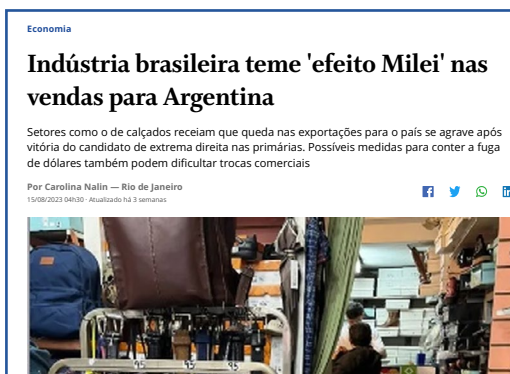 Economia
Indústria brasileira teme 'efeito Milei' nas
vendas para Argentina
Setores como o de calçados receiam que queda nas exportações para o país se agrave após
vitória do candidato de extrema direita nas primárias. Possíveis medidas para conter a fuga
de dólares também podem dificultar trocas comerciais
Por Carolina Nalin — Rio de Janeiro
15/08/2023 04h30 · Atualizado há 3 semanas
95 95 95